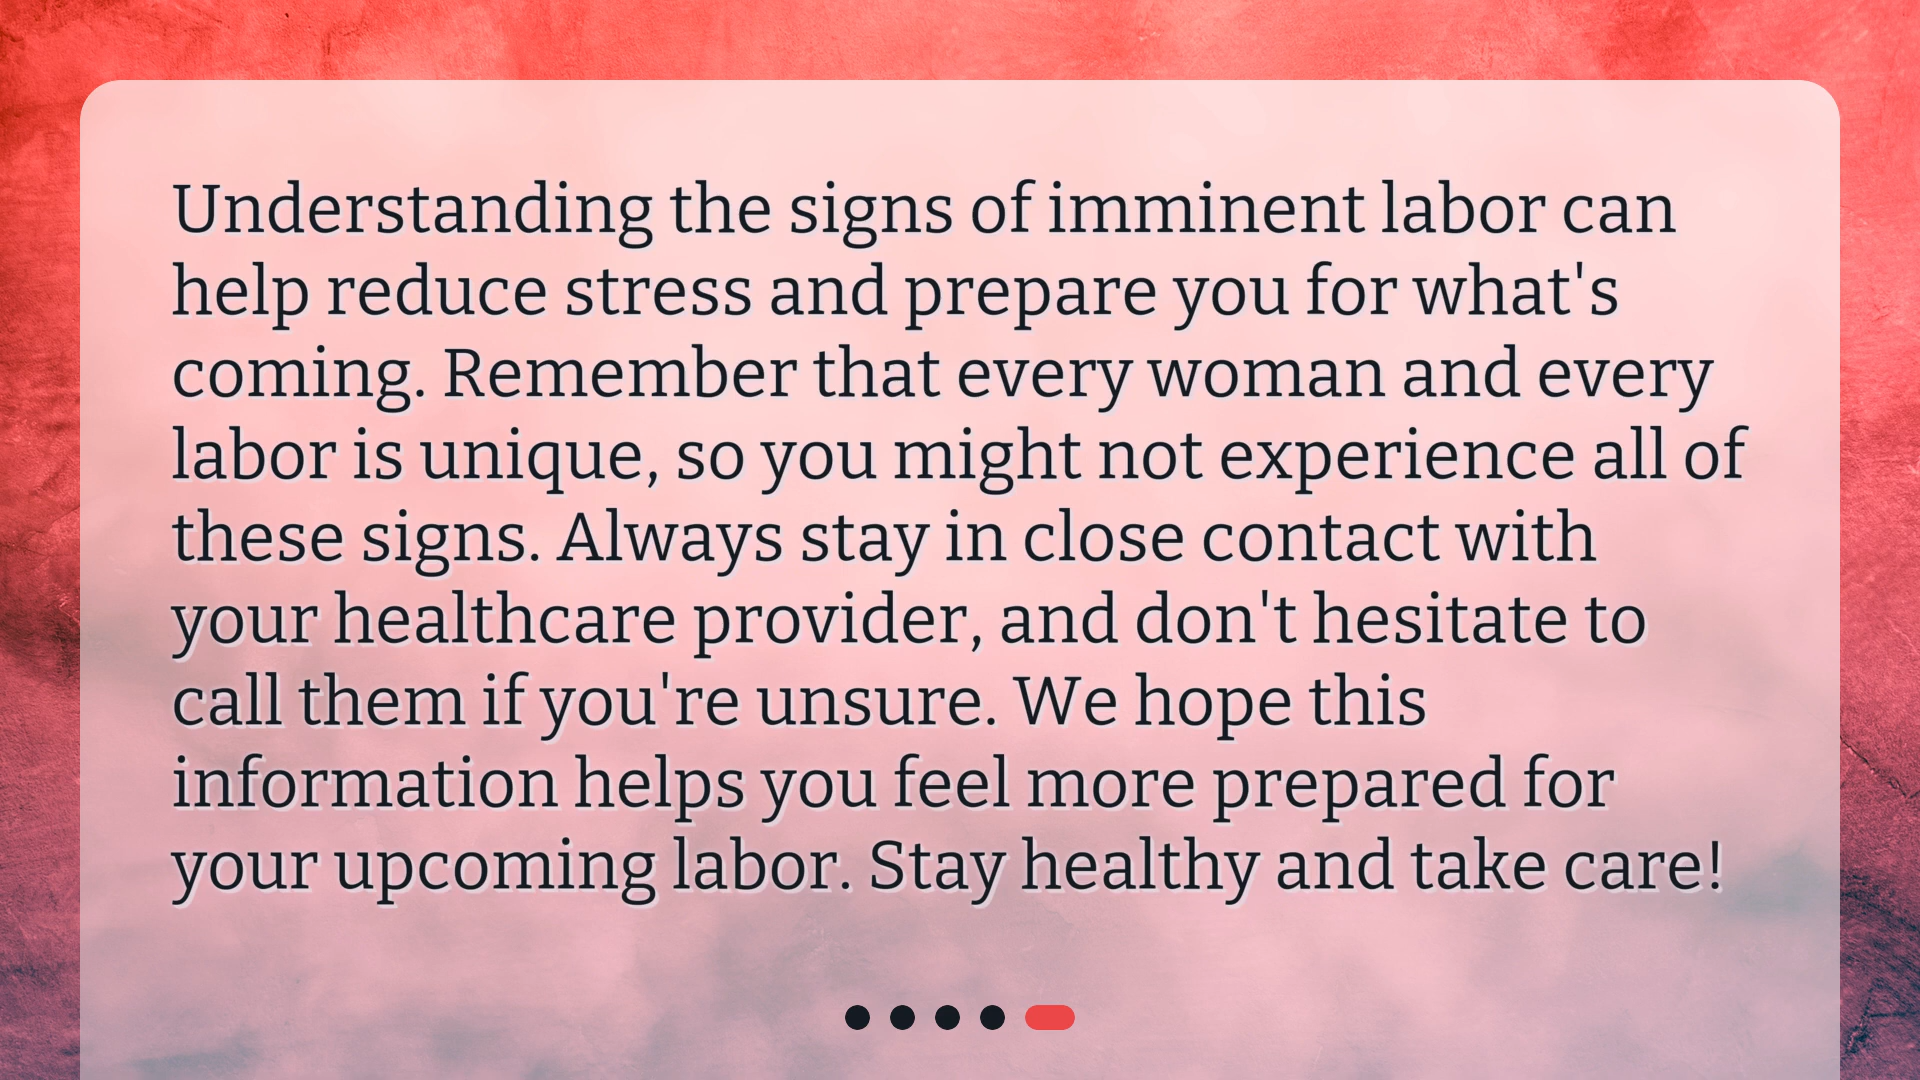 Understanding the signs of imminent labor can
help reduce stress and prepare you for what's
coming. Remember that every woman and every
labor is unique, so you might not experience all of
these signs. Always stay in close contact with
your healthcare provider, and don't hesitate to
call them if you're unsure. We hope this
information helps you feel more prepared for
your upcoming labor. Stay healthy and take care!